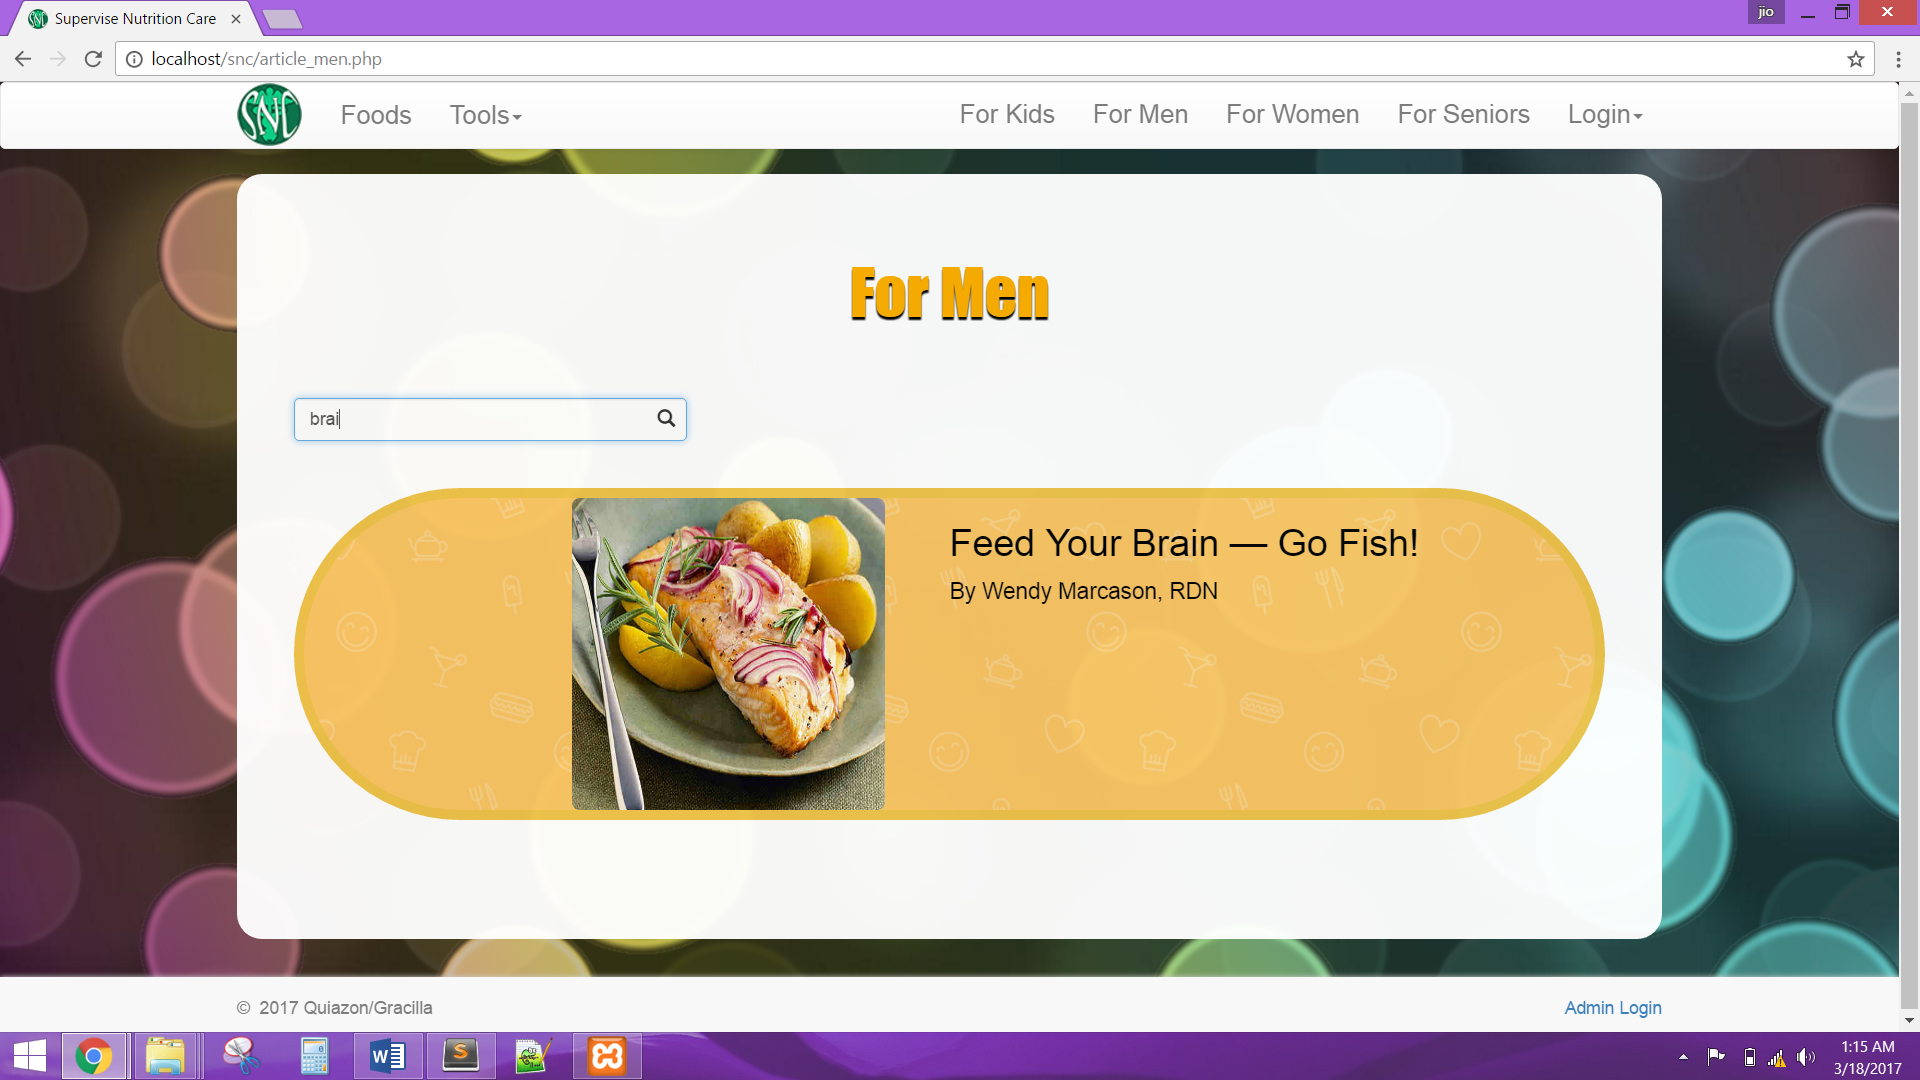 Supervise Nutrition Care
jio
localhost/snc/article_men.php
SNC
Foods
Tools
For Kids
For Men
For Women
For Seniors
Login
For Men
brai
Feed Your Brain — Go Fish!
By Wendy Marcason, RDN
© 2017 Quiazon/Gracilla
Admin Login
1:15 AM
3/18/2017